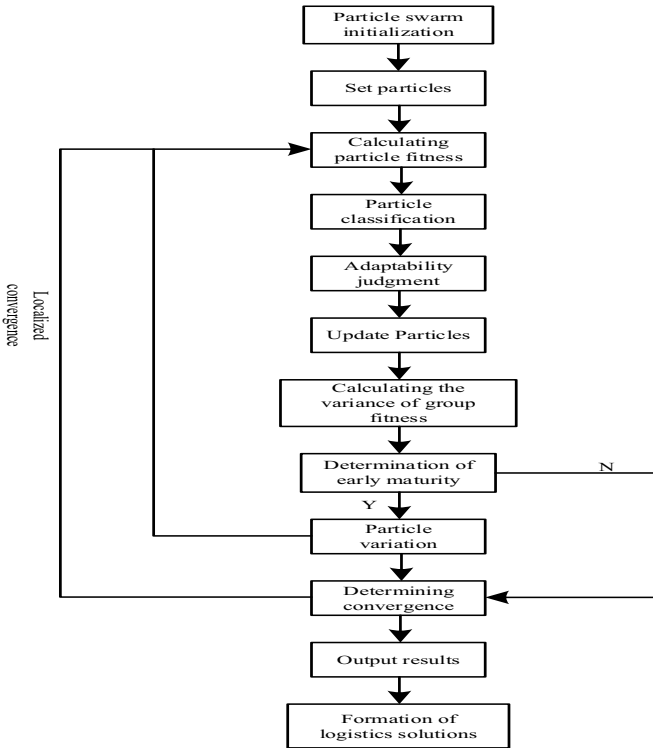 Particle swarm
initialization
Set particles
Calculating
particle fitness
Particle
classification
Adaptability
judgment
Update Particles
Calculating the
variance of group
fitness
Determination of
early maturity
N
Y
Particle
variation
Determining
convergence
Localized
convergence
Output results
Formation of
logistics solutions